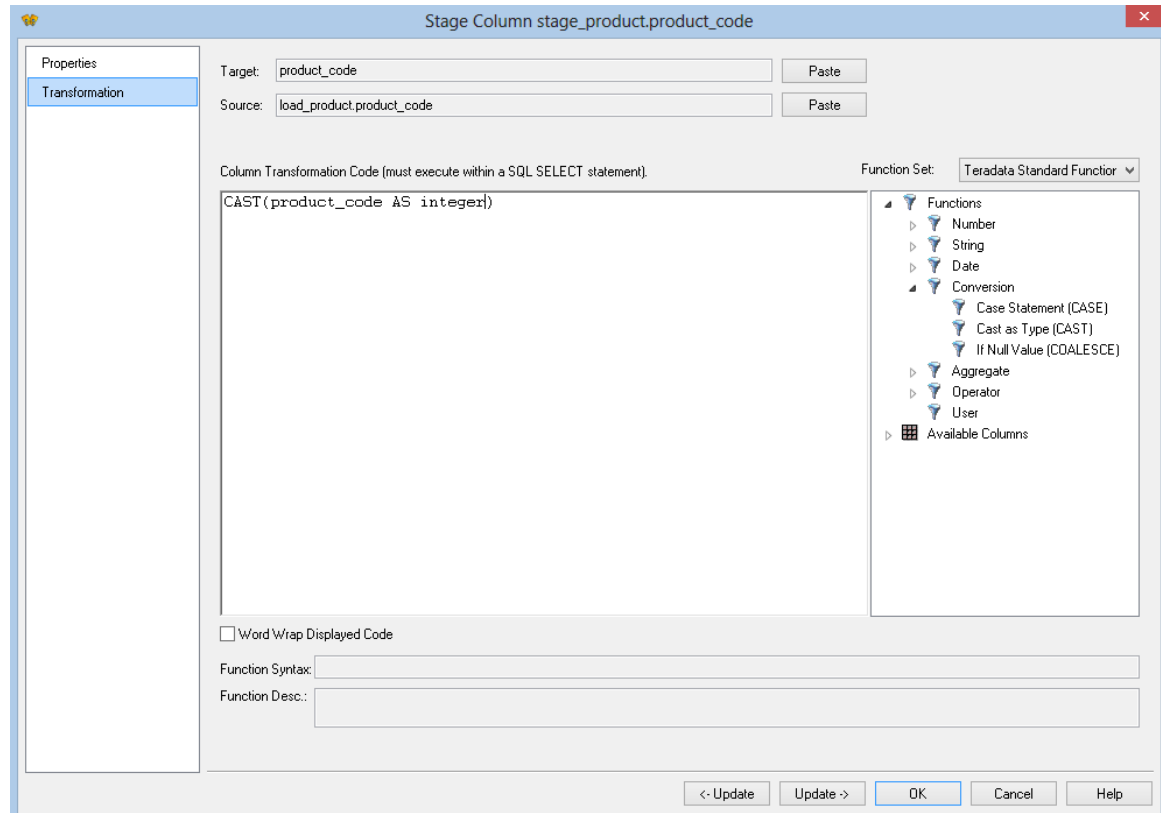 Stage Column stage_product.product_code
Properties
Transformation
Target: product_code Paste
Source: load_product.product_code Paste
Column Transformation Code (must execute within a SQL SELECT statement). Function Set: Teradata Standard Function
CAST(product_code AS integer)
Functions
Number
String
Date
Conversion
Case Statement (CASE)
Cast as Type (CAST)
If Null Value (COALESCE)
Aggregate
Operator
User
Available Columns
Word Wrap Displayed Code
Function Syntax:
Function Desc.:
<- Update Update -> OK Cancel Help